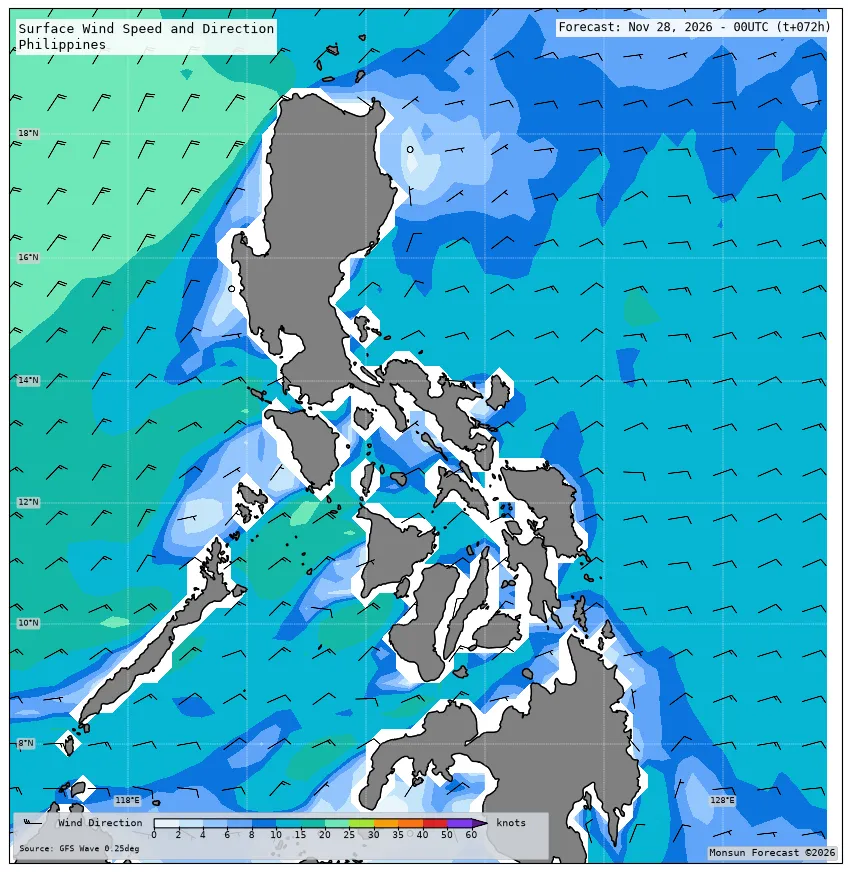 Surface Wind Speed and Direction
Philippines
Forecast: Nov 28, 2026 - 00UTC (t+072h)
18°N
16°N
14°N
12°N
10°N
8°N
118°E
128°E
Wind Direction
0 2 4 6 8 10 15 20 25 30 35 40 50 60
knots
Source: GFS Wave 0.25deg
Monsun Forecast ©2026